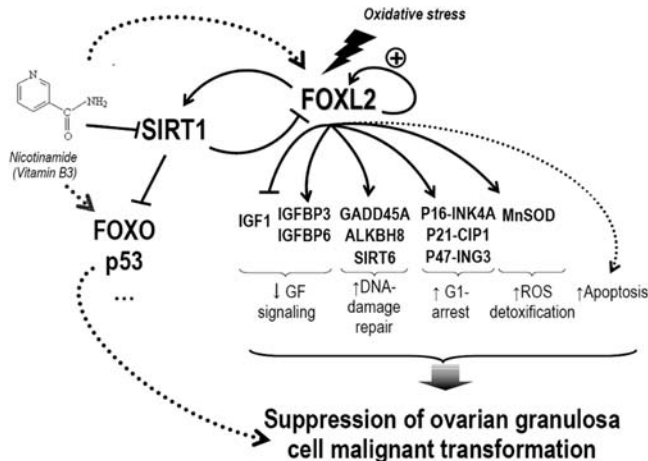 Oxidative stress
+
FOXL2
N
NH2
C
O
SIRT1
Nicotinamide
(Vitamin B3)
FOXO
p53
...
IGF1
IGFBP3
IGFBP6
GADD45A
ALKBH8
SIRT6
P16-INK4A
P21-CIP1
P47-ING3
MnSOD
↓ GF
signaling
↑DNA-
damage
repair
↑ G1-
arrest
↑ROS
detoxification
↑Apoptosis
Suppression of ovarian granulosa
cell malignant transformation